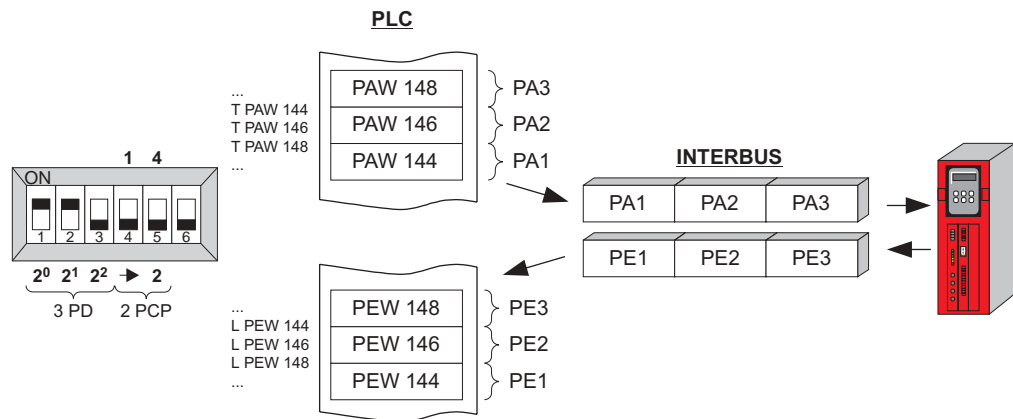 PLC
...
T PAW 144
T PAW 146
T PAW 148
...
PAW 148
PAW 146
PAW 144
PA3
PA2
PA1
1 4
ON
1 2 3 4 5 6
2⁰ 2¹ 2² → 2
3 PD 2 PCP
INTERBUS
PA1 PA2 PA3
PE1 PE2 PE3
...
L PEW 144
L PEW 146
L PEW 148
...
PEW 148
PEW 146
PEW 144
PE3
PE2
PE1